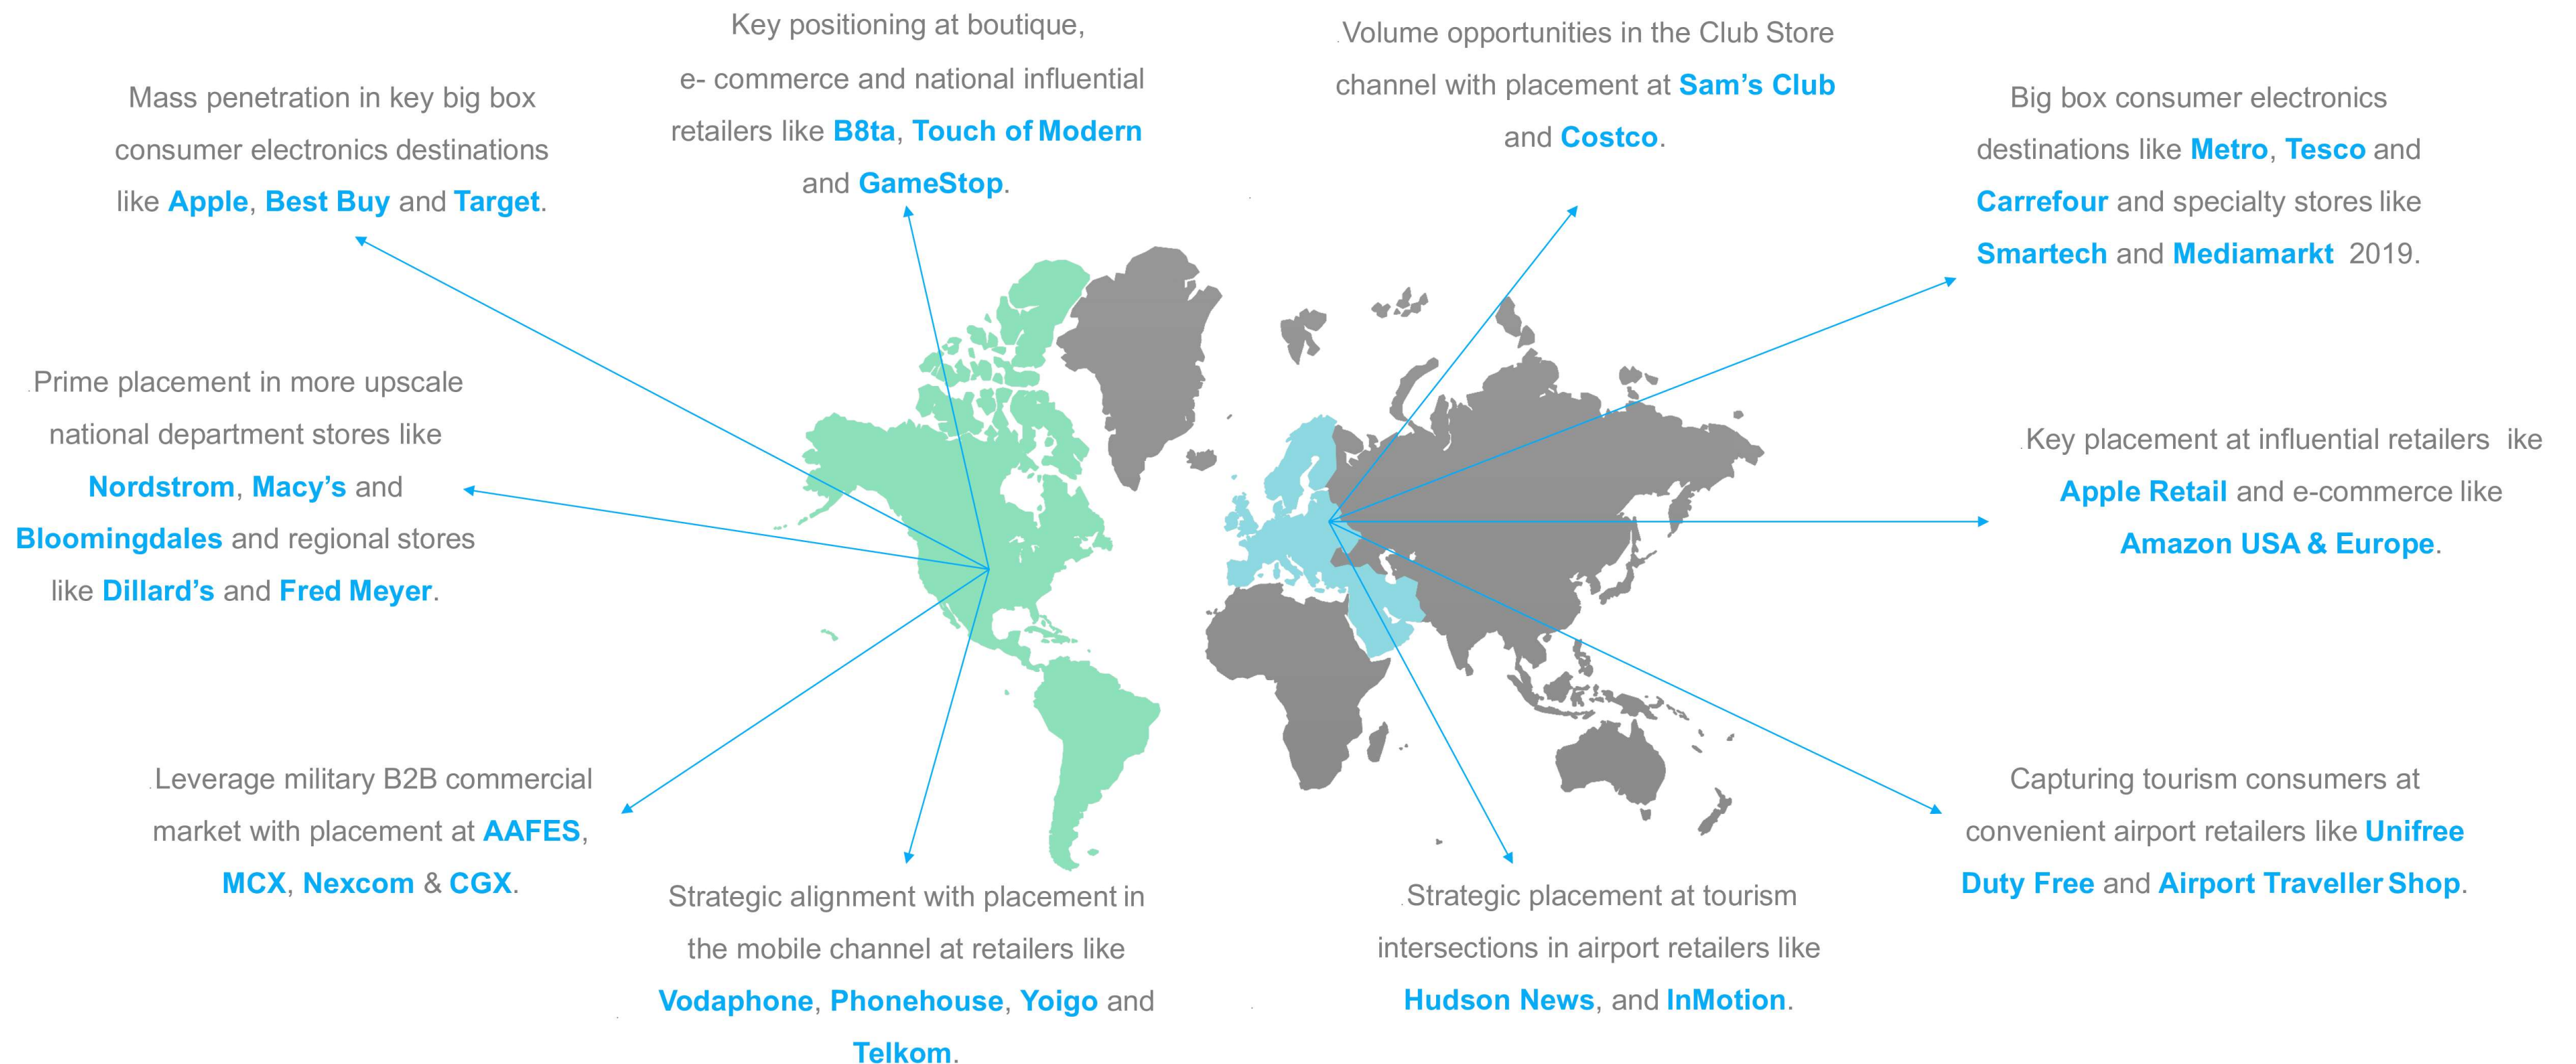 Mass penetration in key big box
consumer electronics destinations
like Apple, Best Buy and Target.
Key positioning at boutique,
e- commerce and national influential
retailers like B8ta, Touch of Modern
and GameStop.
Volume opportunities in the Club Store
channel with placement at Sam’s Club
and Costco.
Big box consumer electronics
destinations like Metro, Tesco and
Carrefour and specialty stores like
Smartech and Mediamarkt 2019.
Prime placement in more upscale
national department stores like
Nordstrom, Macy’s and
Bloomingdales and regional stores
like Dillard’s and Fred Meyer.
Key placement at influential retailers ike
Apple Retail and e-commerce like
Amazon USA & Europe.
Leverage military B2B commercial
market with placement at AAFES,
MCX, Nexcom & CGX.
Strategic alignment with placement in
the mobile channel at retailers like
Vodaphone, Phonehouse, Yoigo and
Telkom.
Strategic placement at tourism
intersections in airport retailers like
Hudson News, and InMotion.
Capturing tourism consumers at
convenient airport retailers like Unifree
Duty Free and Airport Traveller Shop.